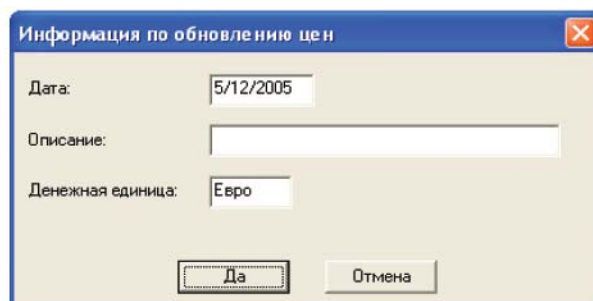 Информация по обновлению цен
Дата: 5/12/2005
Описание:
Денежная единица: Евро
Да Отмена